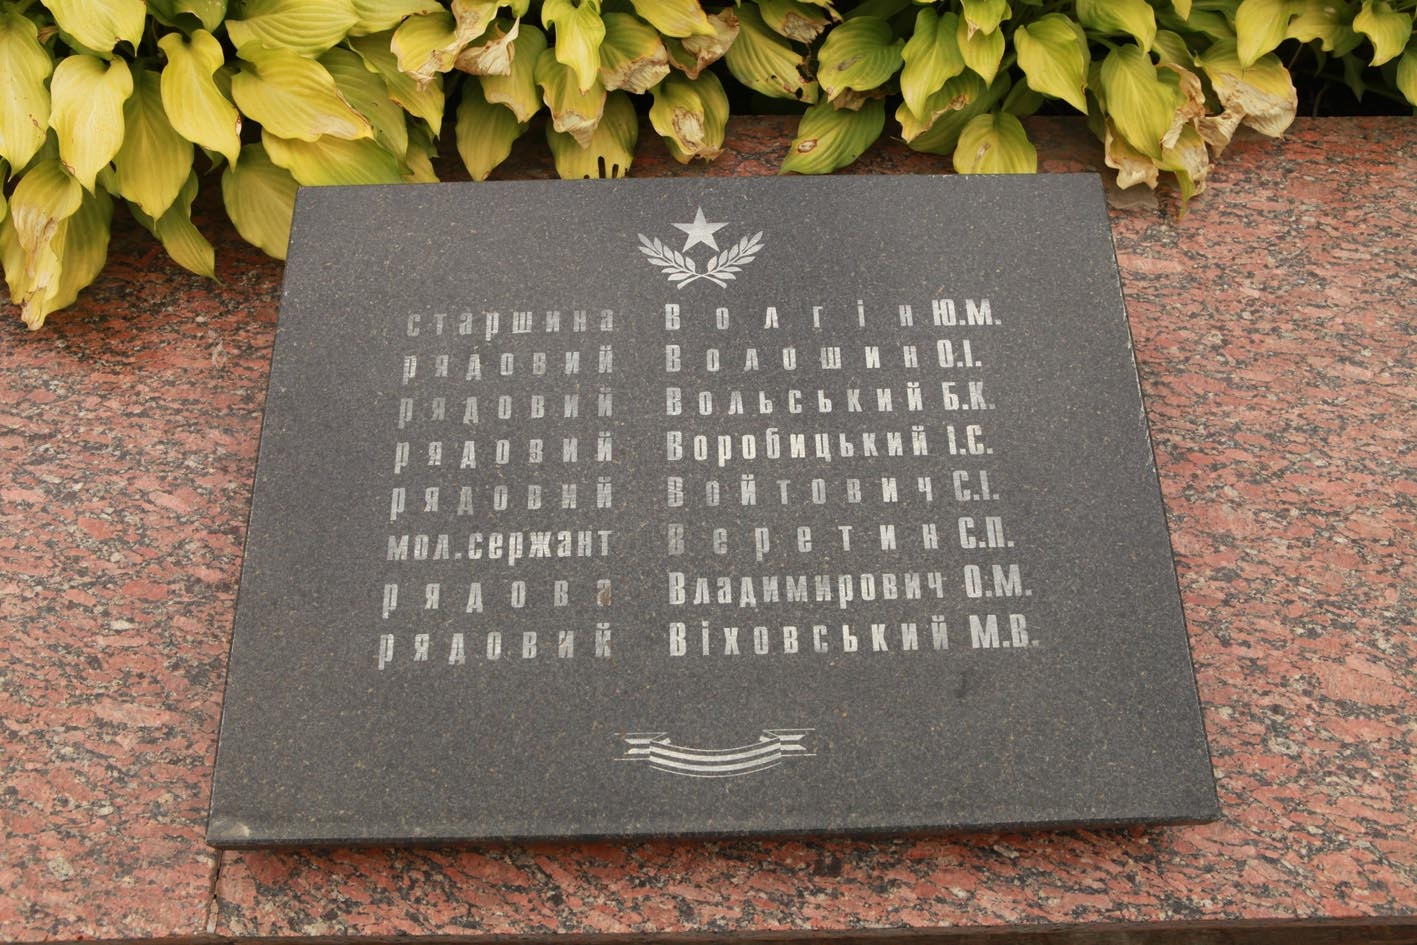 старшина Волгін Ю.М.
рядовий Волошин О.І.
рядовий Вольський Б.К.
рядовий Воробицький І.С.
рядовий Войтович С.І.
мол.сержант Веретин С.П.
рядова Владимирович О.М.
рядовий Віховський М.В.